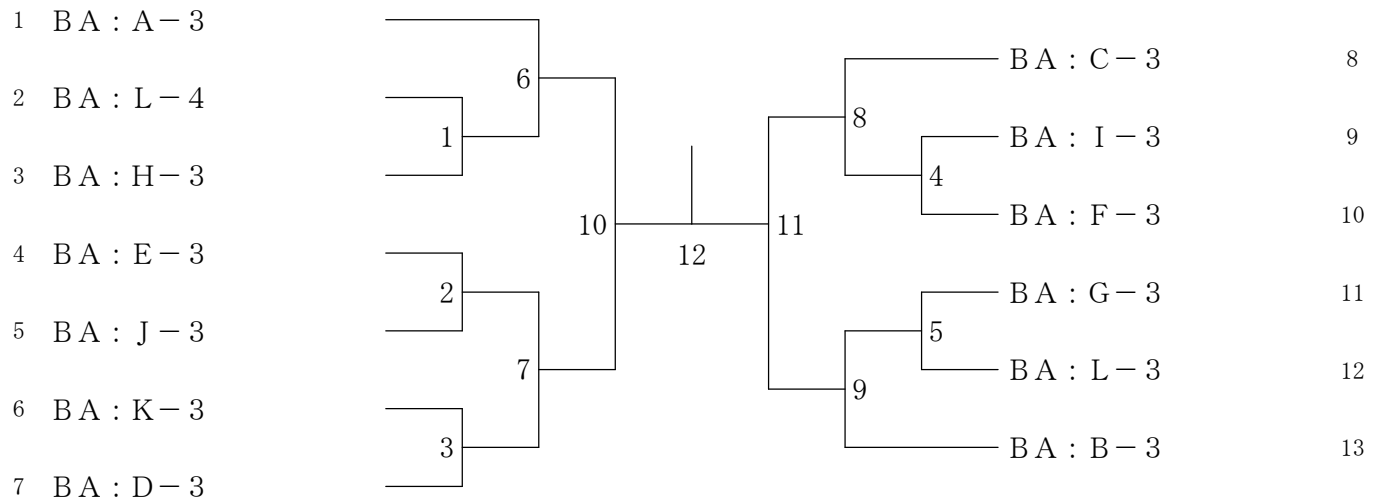 1 BA:A-3
BA:C-3 8
6
2 BA:L-4
8
1
BA:I-3 9
3 BA:H-3
4
BA:F-3 10
10
11
4 BA:E-3
12
2
BA:G-3 11
5 BA:J-3
5
7
BA:L-3 12
9
6 BA:K-3
3
BA:B-3 13
7 BA:D-3